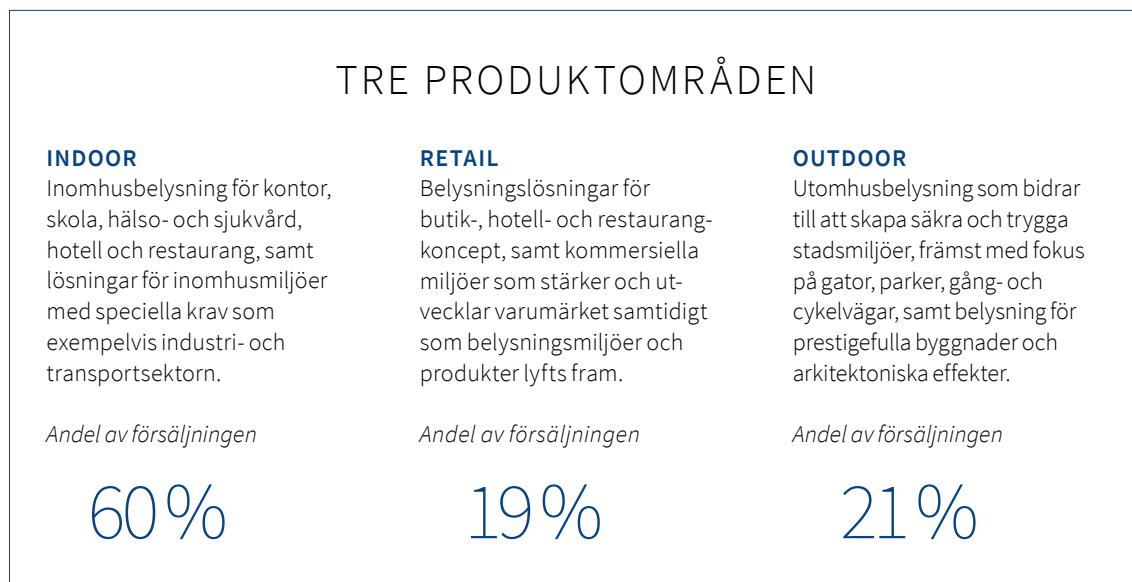 TRE PRODUKTOMRÅDEN
INDOOR
Inomhusbelysning för kontor,
skola, hälso- och sjukvård,
hotell och restaurang, samt
lösningar för inomhusmiljöer
med speciella krav som
exempelvis industri- och
transportsektorn.
Andel av försäljningen
60 %
RETAIL
Belysningslösningar för
butik-, hotell- och restaurang-
koncept, samt kommersiella
miljöer som stärker och ut-
vecklar varumärket samtidigt
som belysningsmiljöer och
produkter lyfts fram.
Andel av försäljningen
19 %
OUTDOOR
Utomhusbelysning som bidrar
till att skapa säkra och trygga
stadsmiljöer, främst med fokus
på gator, parker, gång- och
cykelvägar, samt belysning för
prestigefulla byggnader och
arkitektoniska effekter.
Andel av försäljningen
21 %